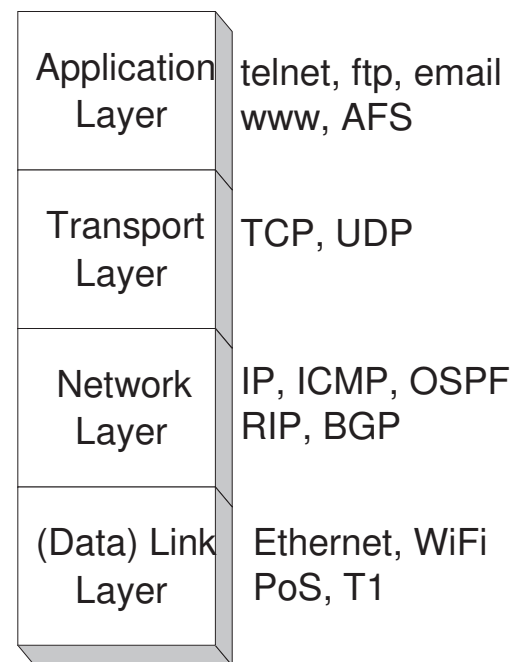 Application
Layer
telnet, ftp, email
www, AFS
Transport
Layer
TCP, UDP
Network
Layer
IP, ICMP, OSPF
RIP, BGP
(Data) Link
Layer
Ethernet, WiFi
PoS, T1